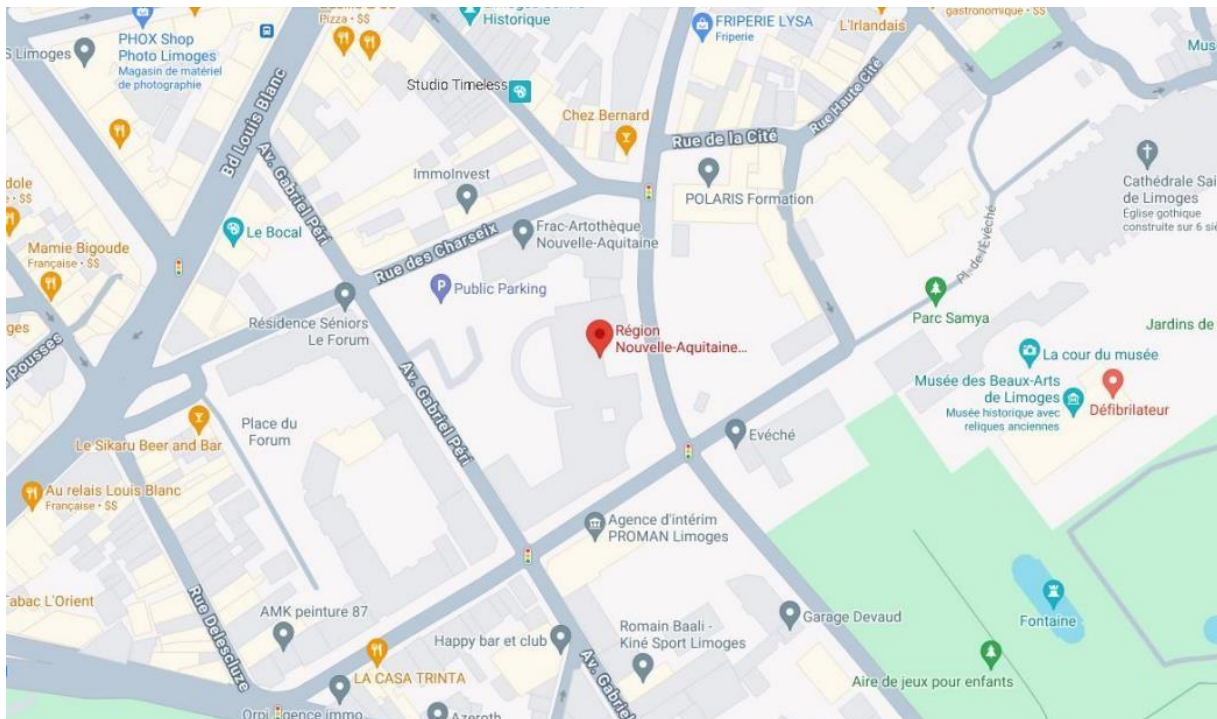 Historique
Pizza • $$
PHOX Shop
Photo Limoges
Magasin de matériel
de photographie
S Limoges
FRIPERIE LYSA
Friperie
L'Irlandais
gastronomique • $$
Studio Timeless
Bd Louis Blanc
Chez Bernard
Rue de la Cité
Rue Haute Cité
Av. Gabriel Péri
ImmoInvest
POLARIS Formation
Cathédrale Sai
de Limoges
Église gothique
construite sur 6 siè
Le Bocal
Frac-Artothèque
Nouvelle-Aquitaine
Rue des Charseix
Pl. de l'Évêché
Mamie Bigoude
Française • $$
Public Parking
Parc Samya
Résidence Séniors
Le Forum
Région
Nouvelle-Aquitaine...
Jardins de
La cour du musée
Musée des Beaux-Arts
de Limoges
Musée historique avec
reliques anciennes
Défibrilateur
Av. Gabriel Péri
Place du
Forum
Le Sikaru Beer and Bar
Evéché
Au relais Louis Blanc
Française • $$
Agence d'intérim
PROMAN Limoges
Rue Delescluze
AMK peinture 87
Happy bar et club
Romain Baali -
Kiné Sport Limoges
Garage Devaud
Fontaine
LA CASA TRINTA
Av. Gabriel
Aire de jeux pour enfants
Azeroth